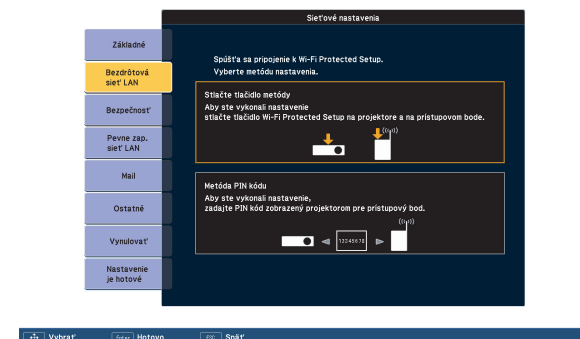 Sieťové nastavenia
Základné
Bezdrôtová
sieť LAN
Bezpečnosť
Pevne zap.
sieť LAN
Mail
Ostatné
Vynulovať
Nastavenie
je hotové
Spúšťa sa pripojenie k Wi-Fi Protected Setup.
Vyberte metódu nastavenia.
Stlačte tlačidlo metódy
Aby ste vykonali nastavenie
stlačte tlačidlo Wi-Fi Protected Setup na projektore a na prístupovom bode.
Metóda PIN kódu
Aby ste vykonali nastavenie,
zadajte PIN kód zobrazený projektorom pre prístupový bod.
12345678
Vybrať
Enter Hotovo
ESC Späť